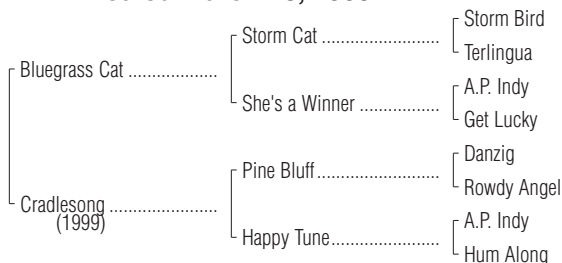 Storm Bird
Storm Cat ............................
Terlingua
Bluegrass Cat .....................
A.P. Indy
She's a Winner ...................
Get Lucky
Danzig
Pine Bluff.............................
Rowdy Angel
Cradlesong .........................
(1999)
A.P. Indy
Happy Tune..........................
Hum Along